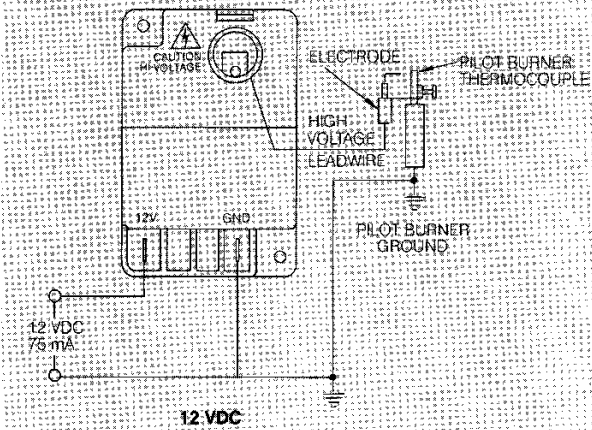 CAUTION
HI-VOLTAGE
ELECTRODE
PILOT BURNER
THERMOCOUPLE
HIGH
VOLTAGE
LEADWIRE
12V
GND
PILOT BURNER
GROUND
12 VDC
75 mA
12 VDC